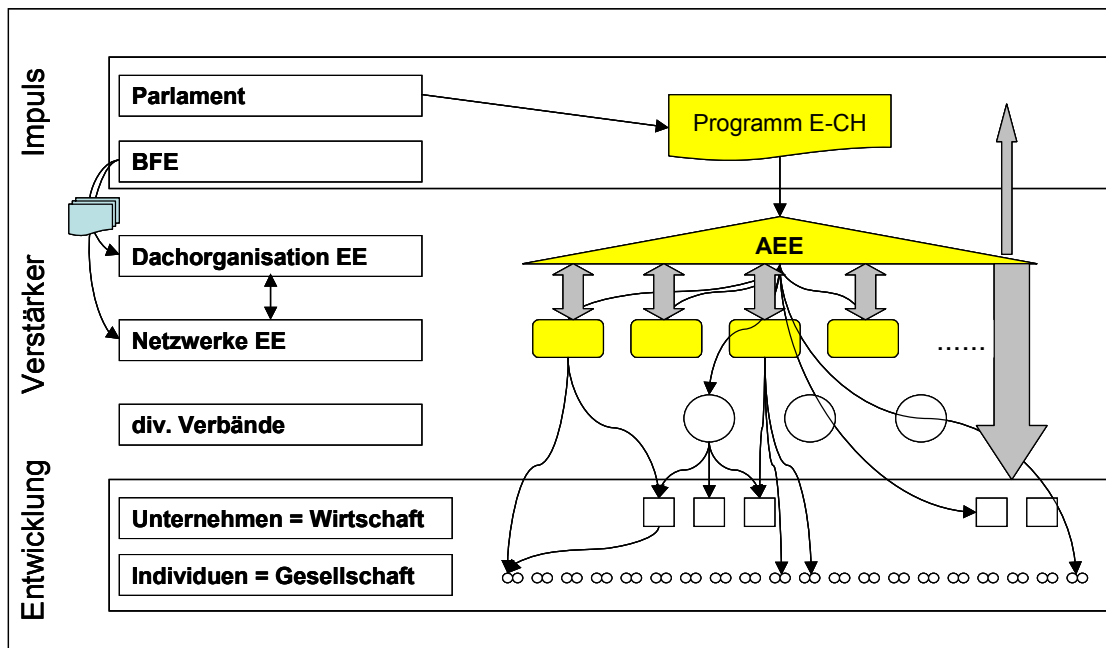 Impuls
Parlament
Programm E-CH
BFE
Verstärker
Dachorganisation EE
AEE
Netzwerke EE
......
div. Verbände
Entwicklung
Unternehmen = Wirtschaft
Individuen = Gesellschaft